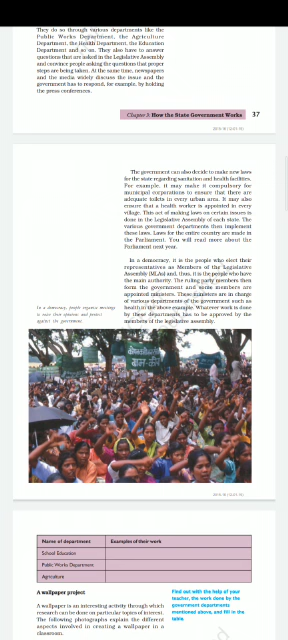 They do so through various departments like the
Public Works Department, the Agriculture
Department, the Health Department, the Education
Department and so on. They also have to answer
questions that are asked in the Legislative Assembly
and convince people asking the questions that proper
steps are being taken. At the same time, newspapers
and the media widely discuss the issue and the
government has to respond, for example, by holding
the press conferences.
Chapter 3: How the State Government Works 37
The government can also decide to make new laws
for the state regarding sanitation and health facilities.
For example, it may make it compulsory for
municipal corporations to ensure that there are
adequate toilets in every urban area. It may also
ensure that a health worker is appointed in every
village. This act of making laws on certain issues is
done in the Legislative Assembly of each state. The
various government departments then implement
these laws. Laws for the entire country are made in
the Parliament. You will read more about the
Parliament next year.
In a democracy, it is the people who elect their
representatives as Members of the Legislative
Assembly (MLAs) and, thus, it is the people who have
the main authority. The ruling party members then
form the government and some members are
appointed ministers. These ministers are in charge
of various departments of the government such as
health in the above example. Whatever work is done
by these departments has to be approved by the
members of the legislative assembly.
In a democracy, people organise meetings
to voice their opinions and protest
against the government.
Name of department Examples of their work
School Education
Public Works Department
Agriculture
A wallpaper project
A wallpaper is an interesting activity through which
research can be done on particular topics of interest.
The following photographs explain the different
aspects involved in creating a wallpaper in a
classroom.
Find out with the help of your
teacher, the work done by the
government departments
mentioned above, and fill in the
table.